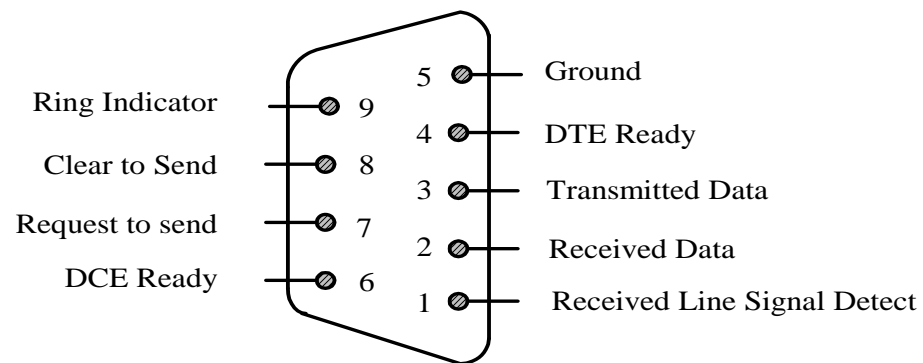 5 Ground
Ring Indicator 9
4 DTE Ready
Clear to Send 8
3 Transmitted Data
Request to send 7
2 Received Data
DCE Ready 6
1 Received Line Signal Detect